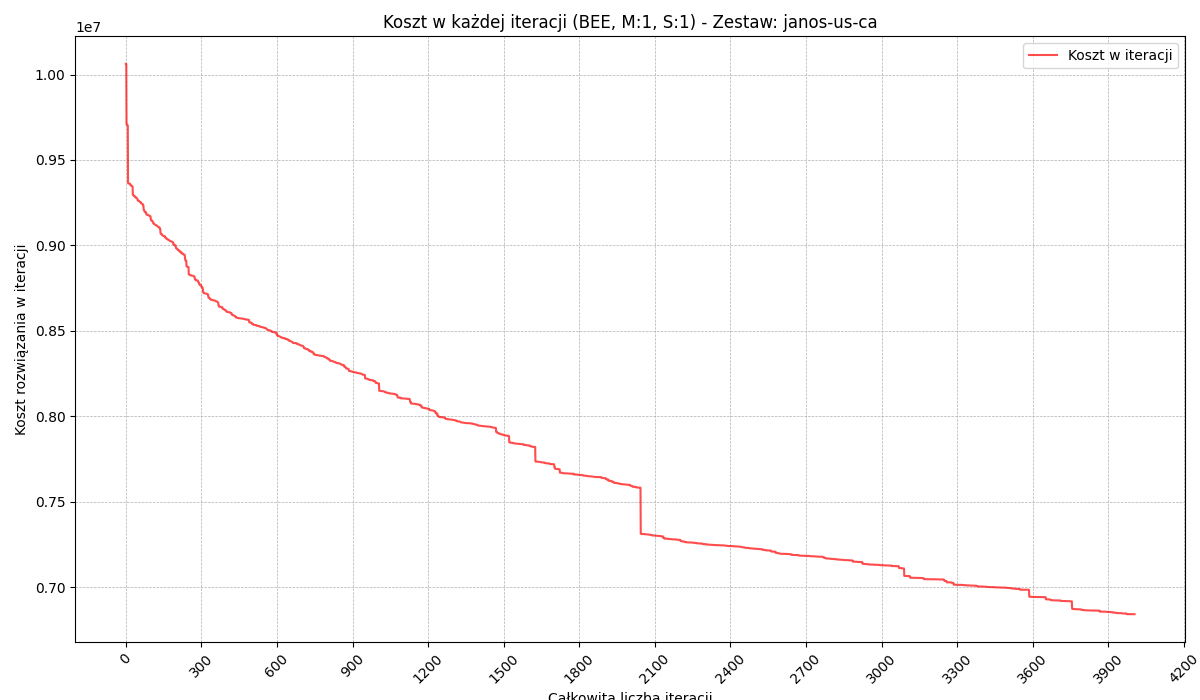 Koszt w każdej iteracji (BEE, M:1, S:1) - Zestaw: janos-us-ca
1e7
Koszt w iteracji
1.00
0.95
0.90
0.85
0.80
0.75
0.70
Koszt rozwiązania w iteracji
0 300 600 900 1200 1500 1800 2100 2400 2700 3000 3300 3600 3900 4200
Całkowita liczba iteracji